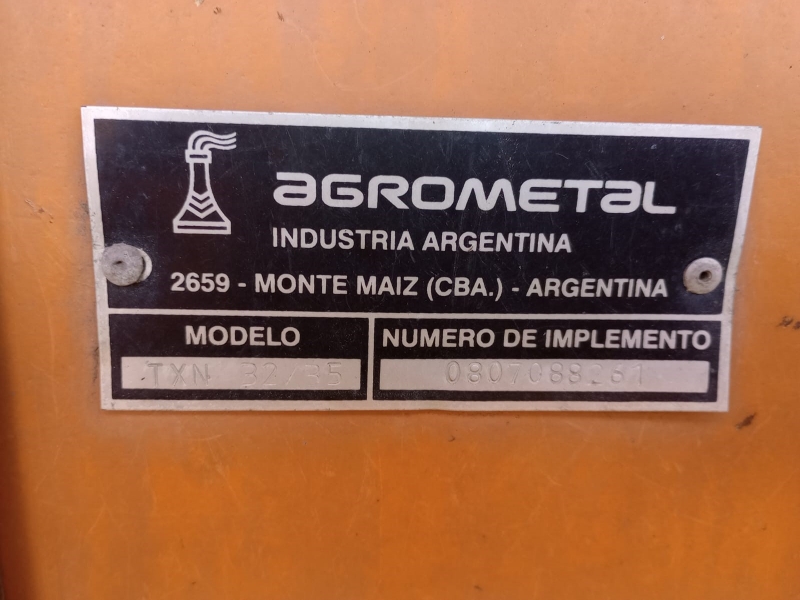 AGROMETAL
INDUSTRIA ARGENTINA
2659 - MONTE MAIZ (CBA.) - ARGENTINA
MODELO
TXN 32/35
NUMERO DE IMPLEMENTO
0807088261